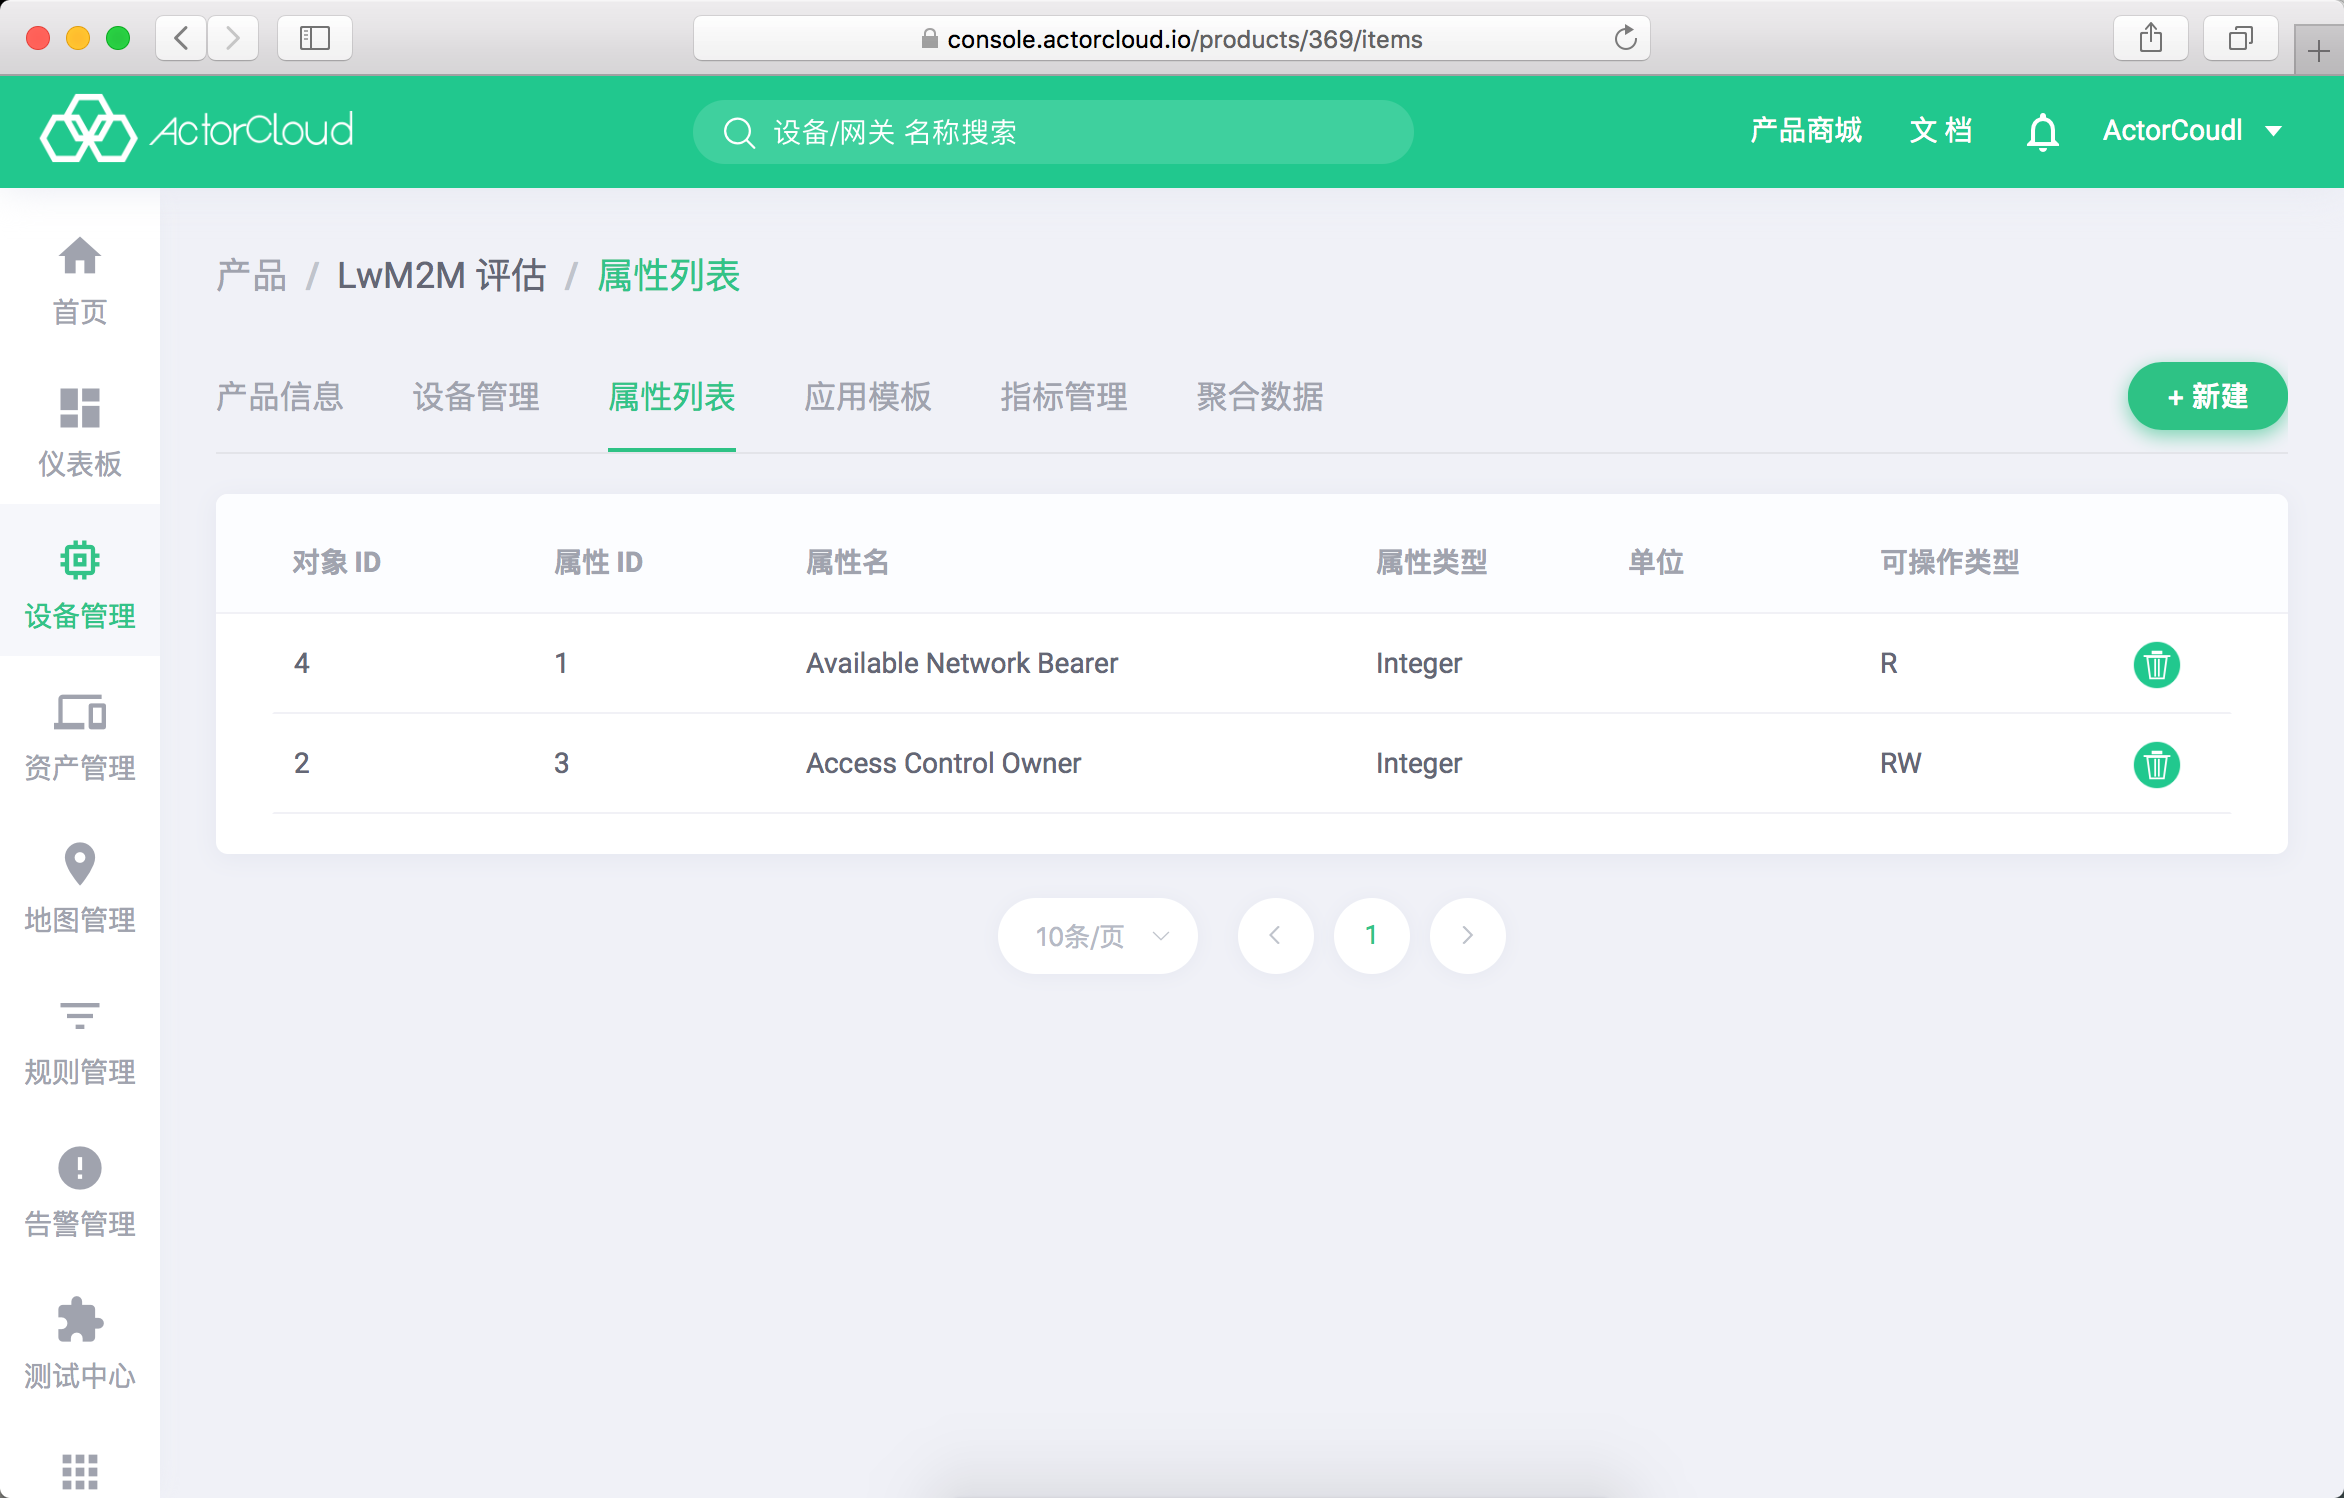 console.actorcloud.io/products/369/items
ActorCloud
设备/网关 名称搜索
产品商城
文 档
ActorCoudl
首页
仪表板
设备管理
资产管理
地图管理
规则管理
告警管理
测试中心
产品 / LwM2M 评估 / 属性列表
产品信息 设备管理 属性列表 应用模板 指标管理 聚合数据
+ 新建
对象 ID 属性 ID 属性名 属性类型 单位 可操作类型
4 1 Available Network Bearer Integer R
2 3 Access Control Owner Integer RW
10条/页 1